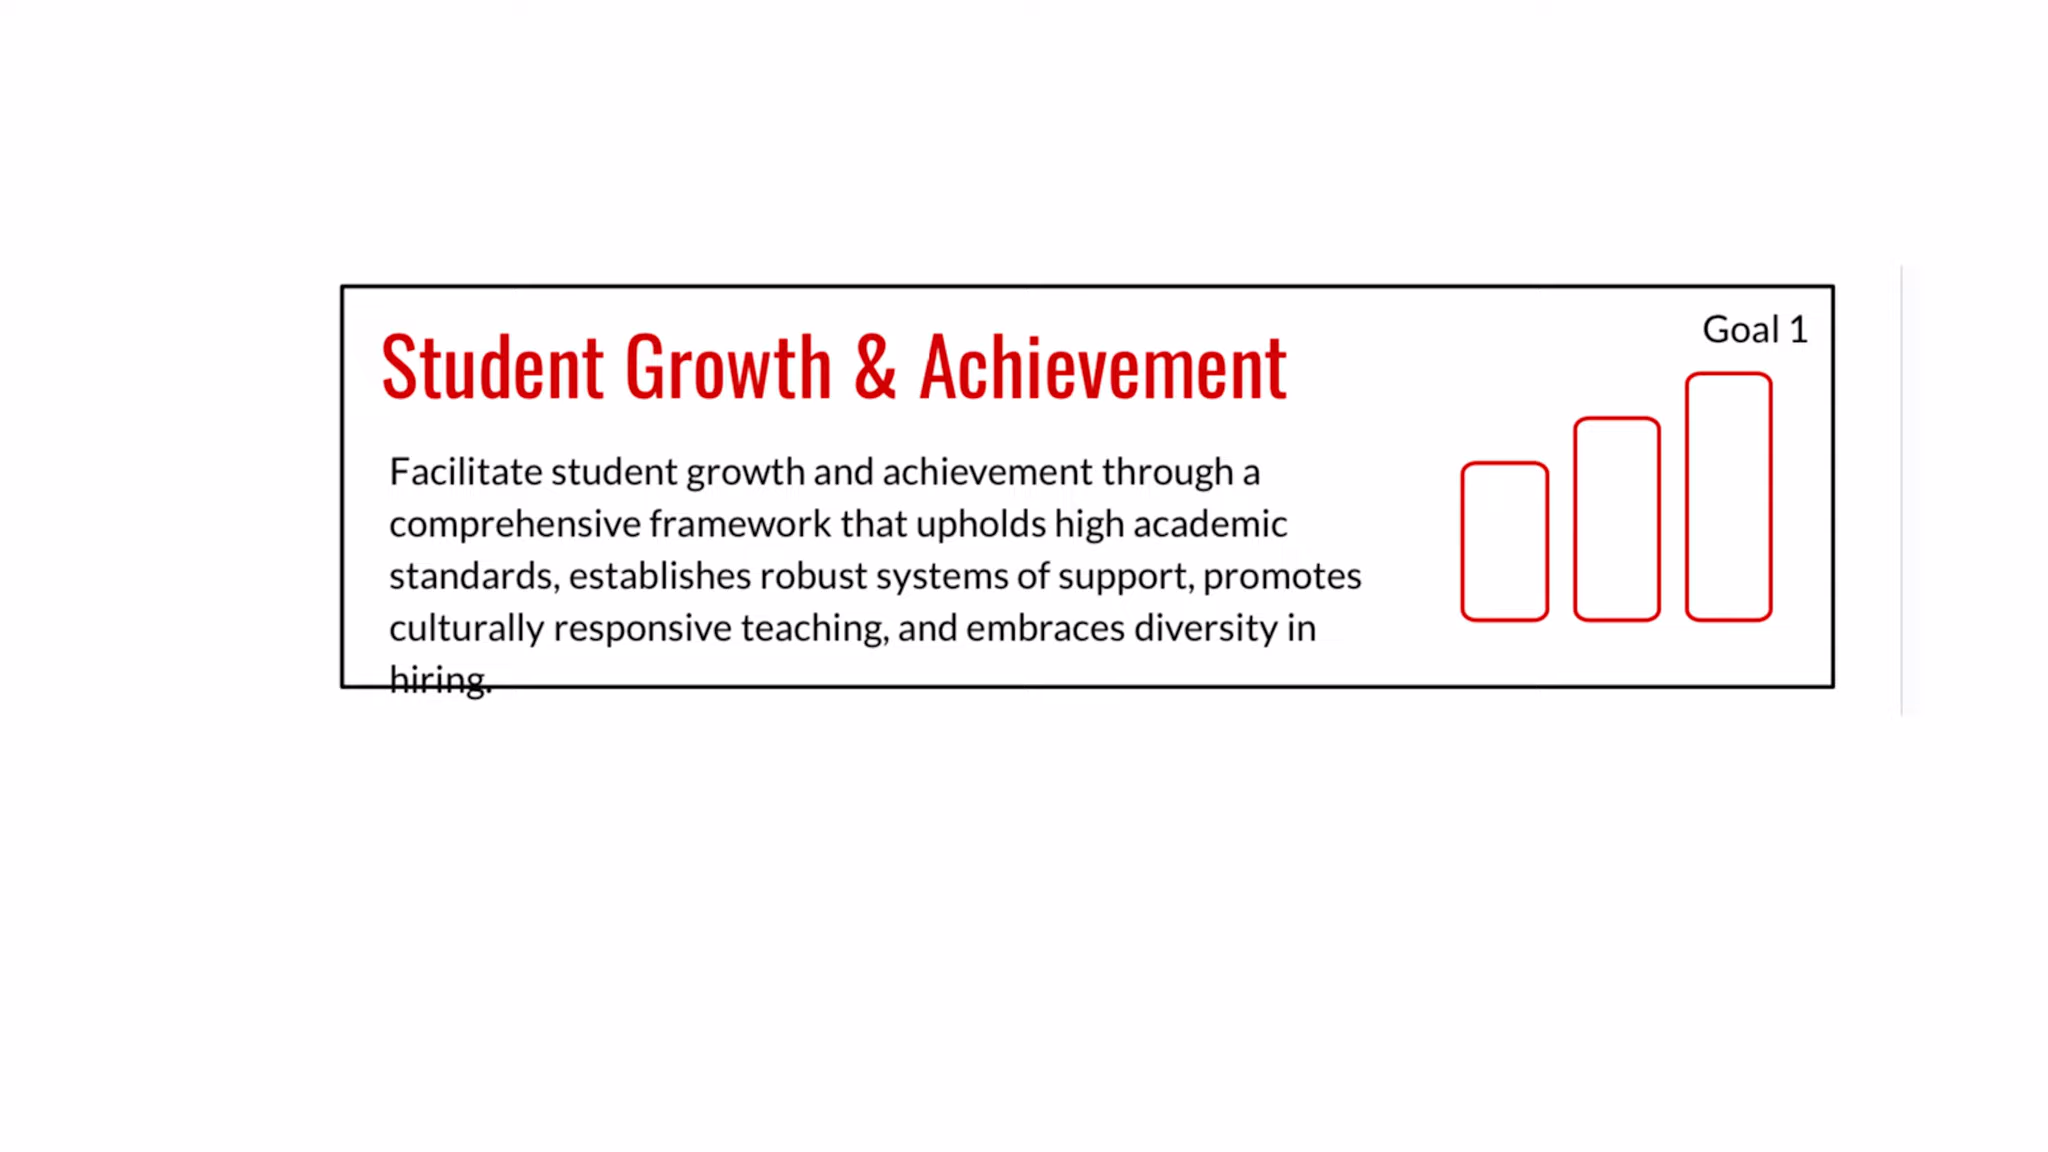 Goal 1
Student Growth & Achievement
Facilitate student growth and achievement through a
comprehensive framework that upholds high academic
standards, establishes robust systems of support, promotes
culturally responsive teaching, and embraces diversity in
hiring.